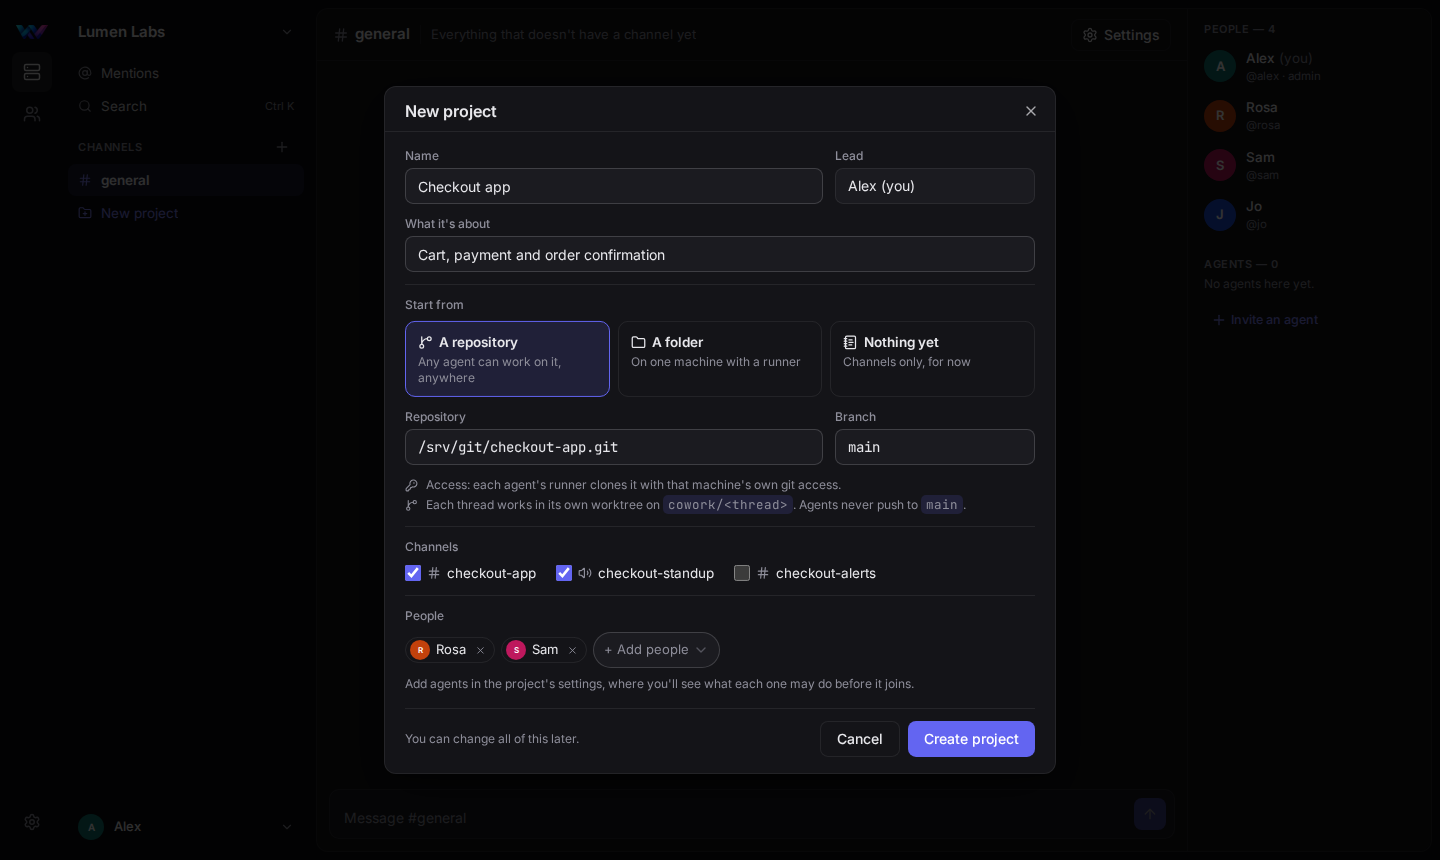 Lumen Labs
Mentions
Search
Ctrl K
CHANNELS
# general
New project
A
Alex
# general
Everything that doesn't have a channel yet
Settings
New project
Name
Checkout app
Lead
Alex (you)
What it's about
Cart, payment and order confirmation
Start from
A repository
Any agent can work on it,
anywhere
A folder
On one machine with a runner
Nothing yet
Channels only, for now
Repository
/srv/git/checkout-app.git
Branch
main
Access: each agent's runner clones it with that machine's own git access.
Each thread works in its own worktree on cowork/<thread>. Agents never push to main.
Channels
# checkout-app
checkout-standup
# checkout-alerts
People
R Rosa ×
S Sam ×
+ Add people
Add agents in the project's settings, where you'll see what each one may do before it joins.
You can change all of this later.
Cancel
Create project
Message #general
PEOPLE — 4
A
Alex (you)
@alex · admin
R
Rosa
@rosa
S
Sam
@sam
J
Jo
@jo
AGENTS — 0
No agents here yet.
+ Invite an agent